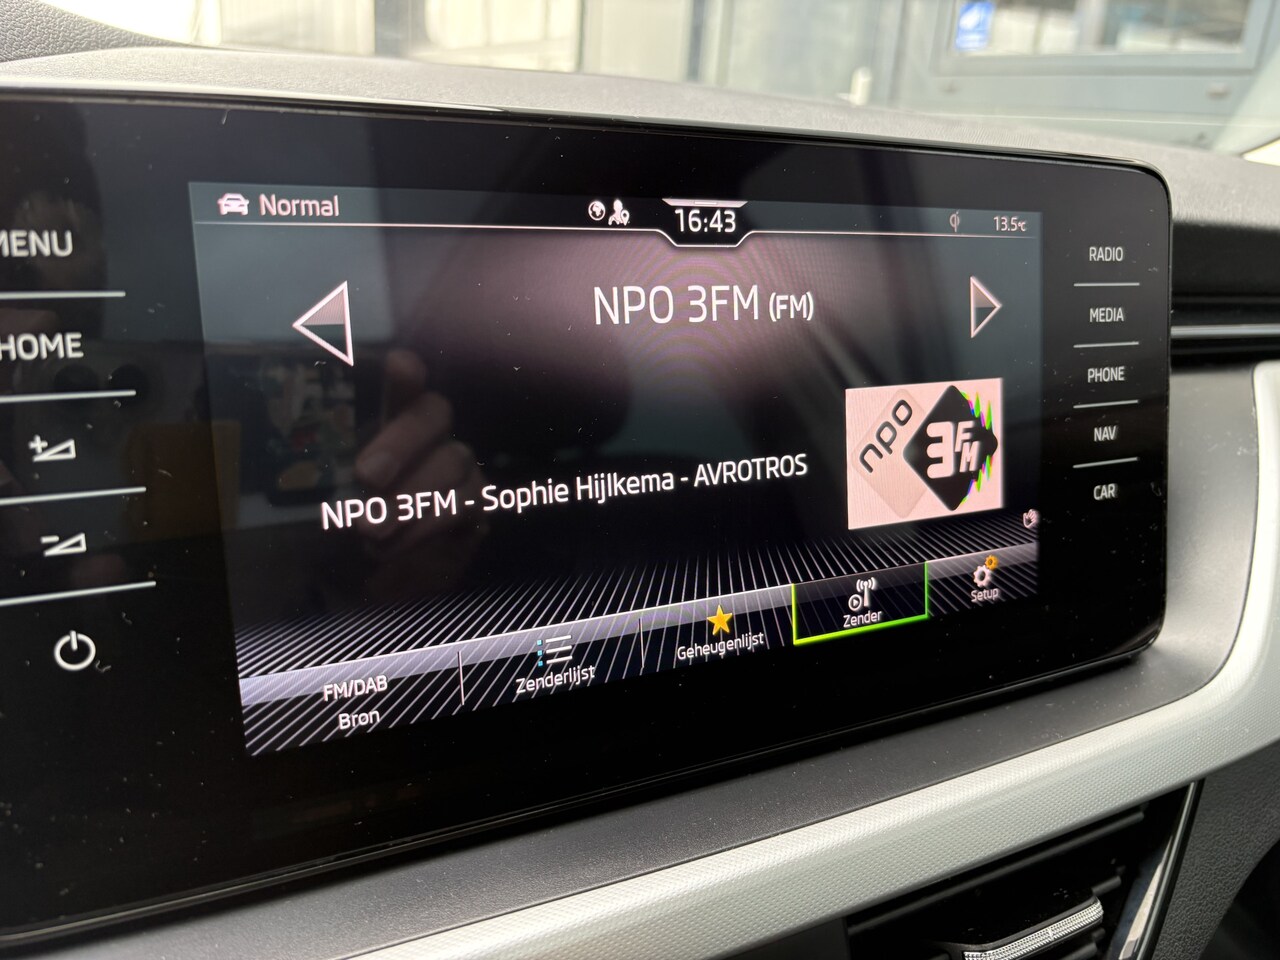 Normal
16:43
13.5°C
MENU
HOME
NPO 3FM (FM)
NPO 3FM - Sophie Hijlkema - AVROTROS
npo
3FM
FM/DAB
Bron
Zenderlijst
Geheugenlijst
Zender
Setup
RADIO
MEDIA
PHONE
NAV
CAR